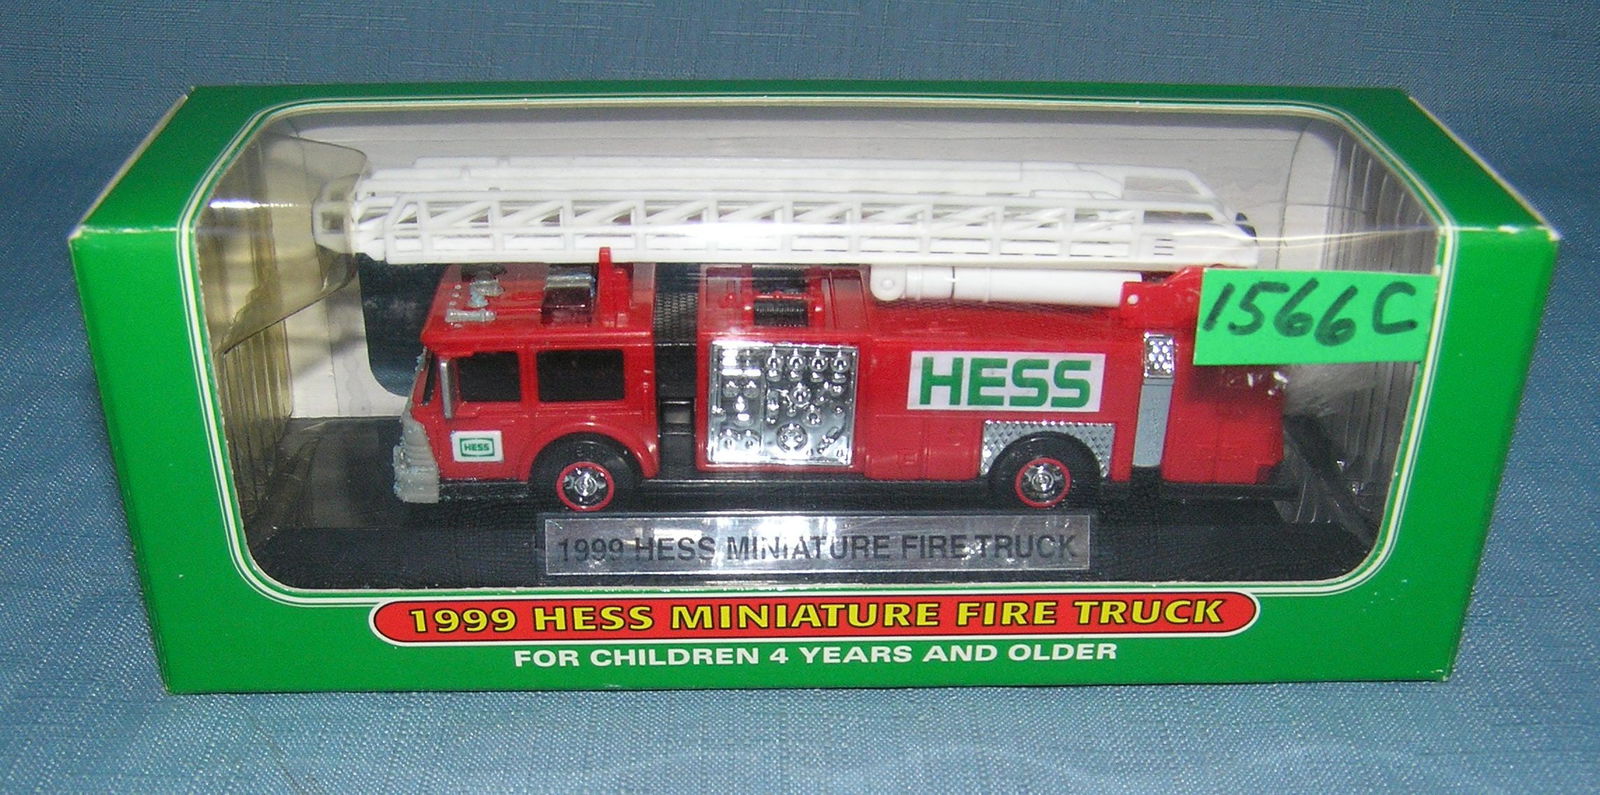 1566C
HESS
HESS
1999 HESS MINIATURE FIRE TRUCK
1999 HESS MINIATURE FIRE TRUCK
FOR CHILDREN 4 YEARS AND OLDER